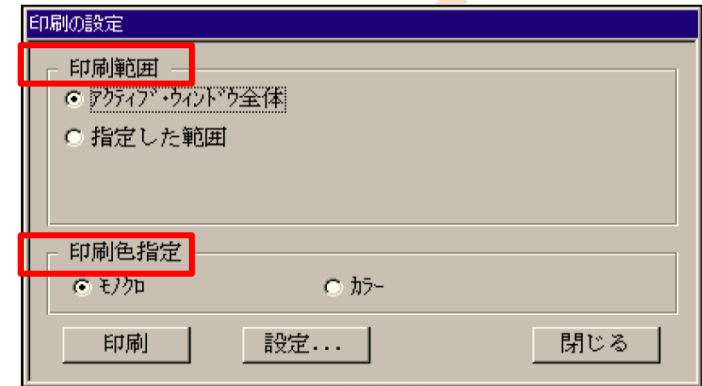 印刷の設定
印刷範囲
ｱｸﾃｨﾌﾞ･ｳｨﾝﾄﾞｳ全体
指定した範囲
印刷色指定
ﾓﾉｸﾛ ｶﾗｰ
印刷 設定... 閉じる